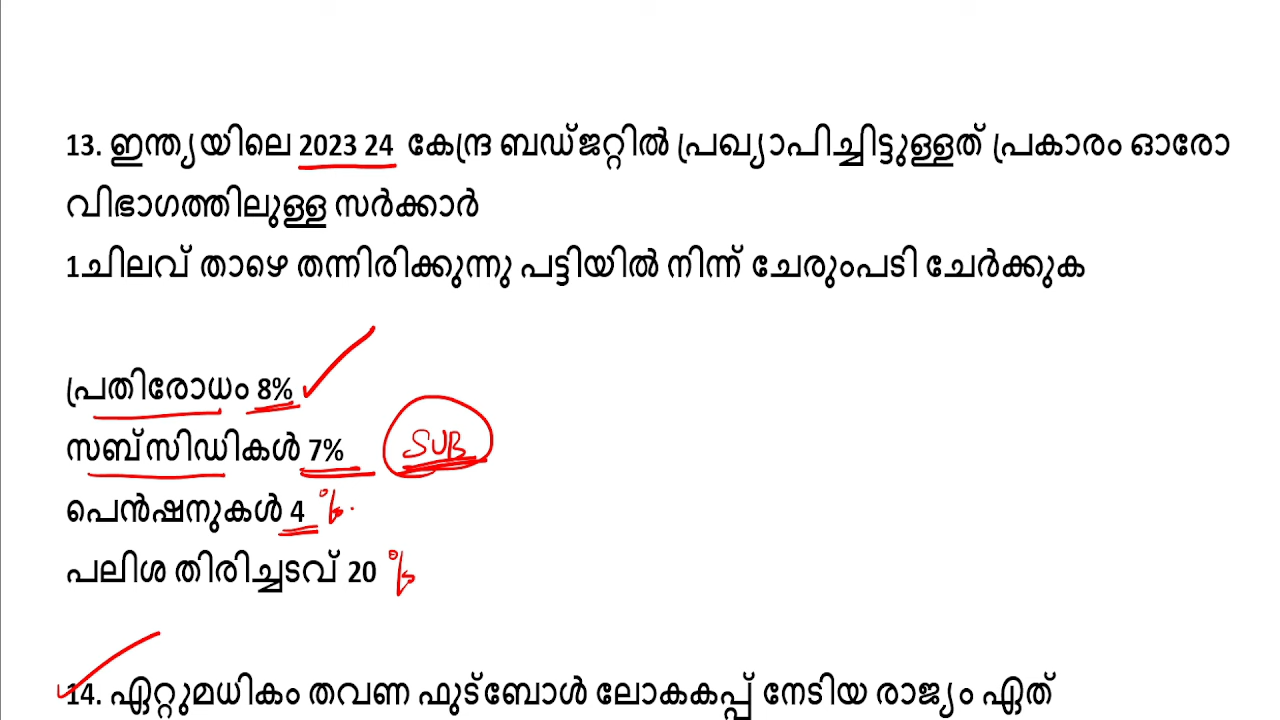 13. ഇന്ത്യയിലെ 2023 24 കേന്ദ്ര ബഡ്ജറ്റിൽ പ്രഖ്യാപിച്ചിട്ടുള്ളത് പ്രകാരം ഓരോ
വിഭാഗത്തിലുള്ള സർക്കാർ
1ചിലവ് താഴെ തന്നിരിക്കുന്നു പട്ടിയിൽ നിന്ന് ചേരുംപടി ചേർക്കുക
പ്രതിരോധം 8%
സബ്സിഡികൾ 7% SUB
പെൻഷനുകൾ 4 %.
പലിശ തിരിച്ചടവ് 20 %
14. ഏറ്റുമധികം തവണ ഫുട്ബോൾ ലോകകപ്പ് നേടിയ രാജ്യം ഏത്